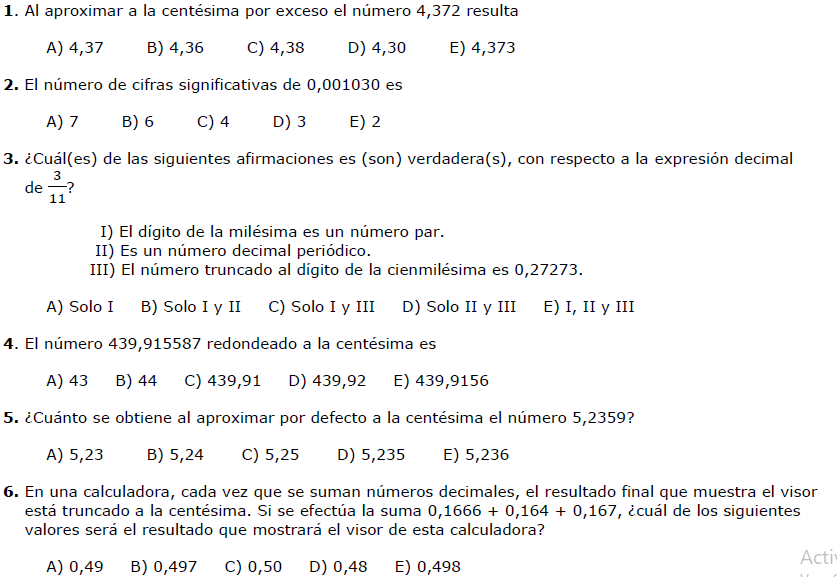 1. Al aproximar a la centésima por exceso el número 4,372 resulta
A) 4,37 B) 4,36 C) 4,38 D) 4,30 E) 4,373
2. El número de cifras significativas de 0,001030 es
A) 7 B) 6 C) 4 D) 3 E) 2
3. ¿Cuál(es) de las siguientes afirmaciones es (son) verdadera(s), con respecto a la expresión decimal
de 3/11?
I) El dígito de la milésima es un número par.
II) Es un número decimal periódico.
III) El número truncado al dígito de la cienmilésima es 0,27273.
A) Solo I B) Solo I y II C) Solo I y III D) Solo II y III E) I, II y III
4. El número 439,915587 redondeado a la centésima es
A) 43 B) 44 C) 439,91 D) 439,92 E) 439,9156
5. ¿Cuánto se obtiene al aproximar por defecto a la centésima el número 5,2359?
A) 5,23 B) 5,24 C) 5,25 D) 5,235 E) 5,236
6. En una calculadora, cada vez que se suman números decimales, el resultado final que muestra el visor
está truncado a la centésima. Si se efectúa la suma 0,1666 + 0,164 + 0,167, ¿cuál de los siguientes
valores será el resultado que mostrará el visor de esta calculadora?
A) 0,49 B) 0,497 C) 0,50 D) 0,48 E) 0,498
Activ